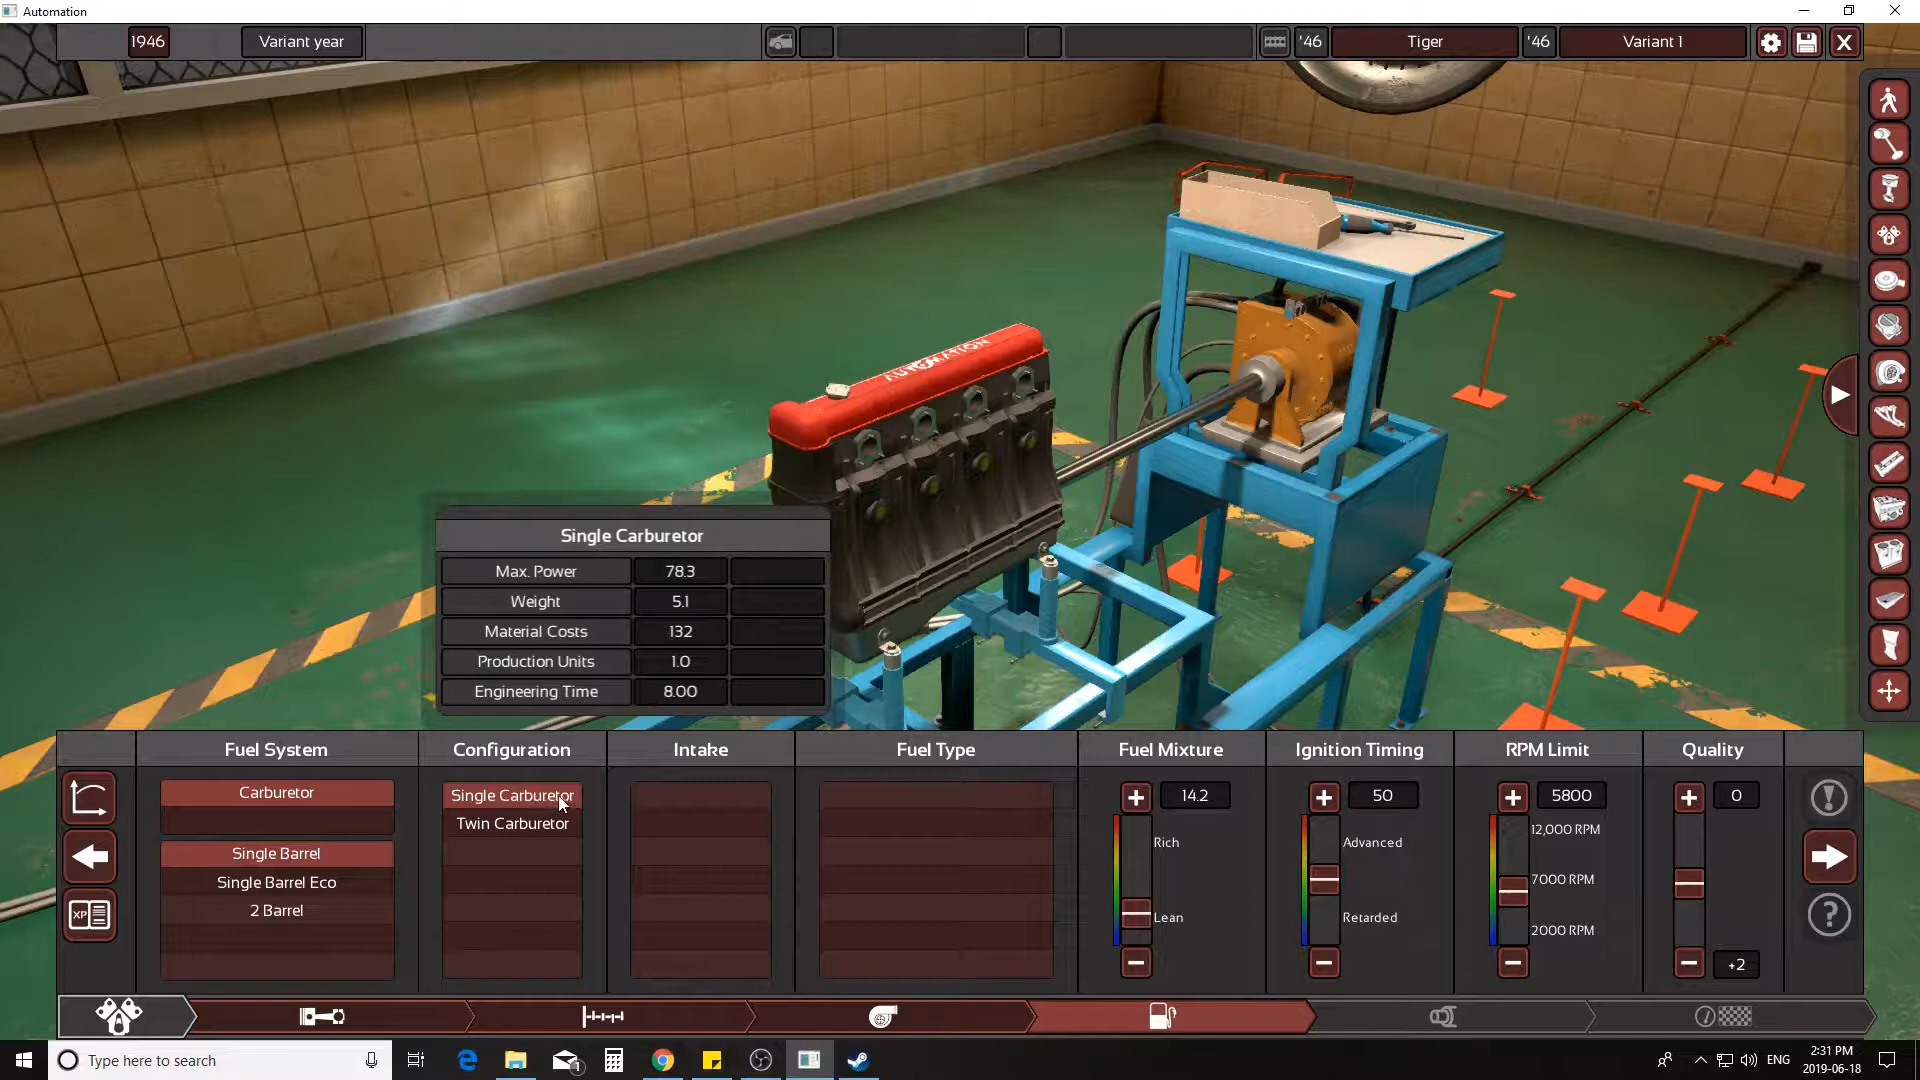 Automation
1946
Variant year
'46
Tiger
'46
Variant 1
AUTOMATION
Single Carburetor
Max. Power 78.3
Weight 5.1
Material Costs 132
Production Units 1.0
Engineering Time 8.00
Fuel System
Configuration
Intake
Fuel Type
Fuel Mixture
Ignition Timing
RPM Limit
Quality
Carburetor
Single Barrel
Single Barrel Eco
2 Barrel
Single Carburetor
Twin Carburetor
14.2
Rich
Lean
50
Advanced
Retarded
5800
12,000 RPM
7000 RPM
2000 RPM
0
+2
XP
Type here to search
1
ENG
2:31 PM
2019-06-18